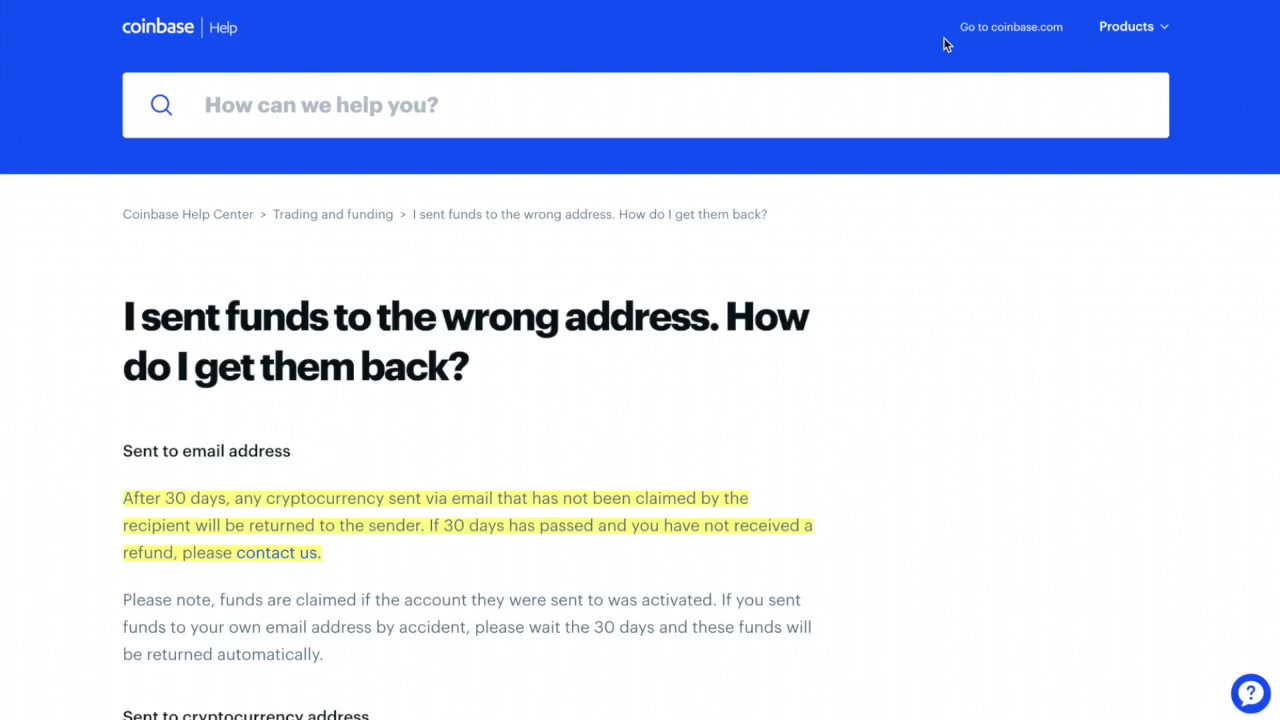 coinbase | Help
Go to coinbase.com
Products
How can we help you?
Coinbase Help Center > Trading and funding > I sent funds to the wrong address. How do I get them back?
I sent funds to the wrong address. How
do I get them back?
Sent to email address
After 30 days, any cryptocurrency sent via email that has not been claimed by the
recipient will be returned to the sender. If 30 days has passed and you have not received a
refund, please contact us.
Please note, funds are claimed if the account they were sent to was activated. If you sent
funds to your own email address by accident, please wait the 30 days and these funds will
be returned automatically.
Sent to cryptocurrency address